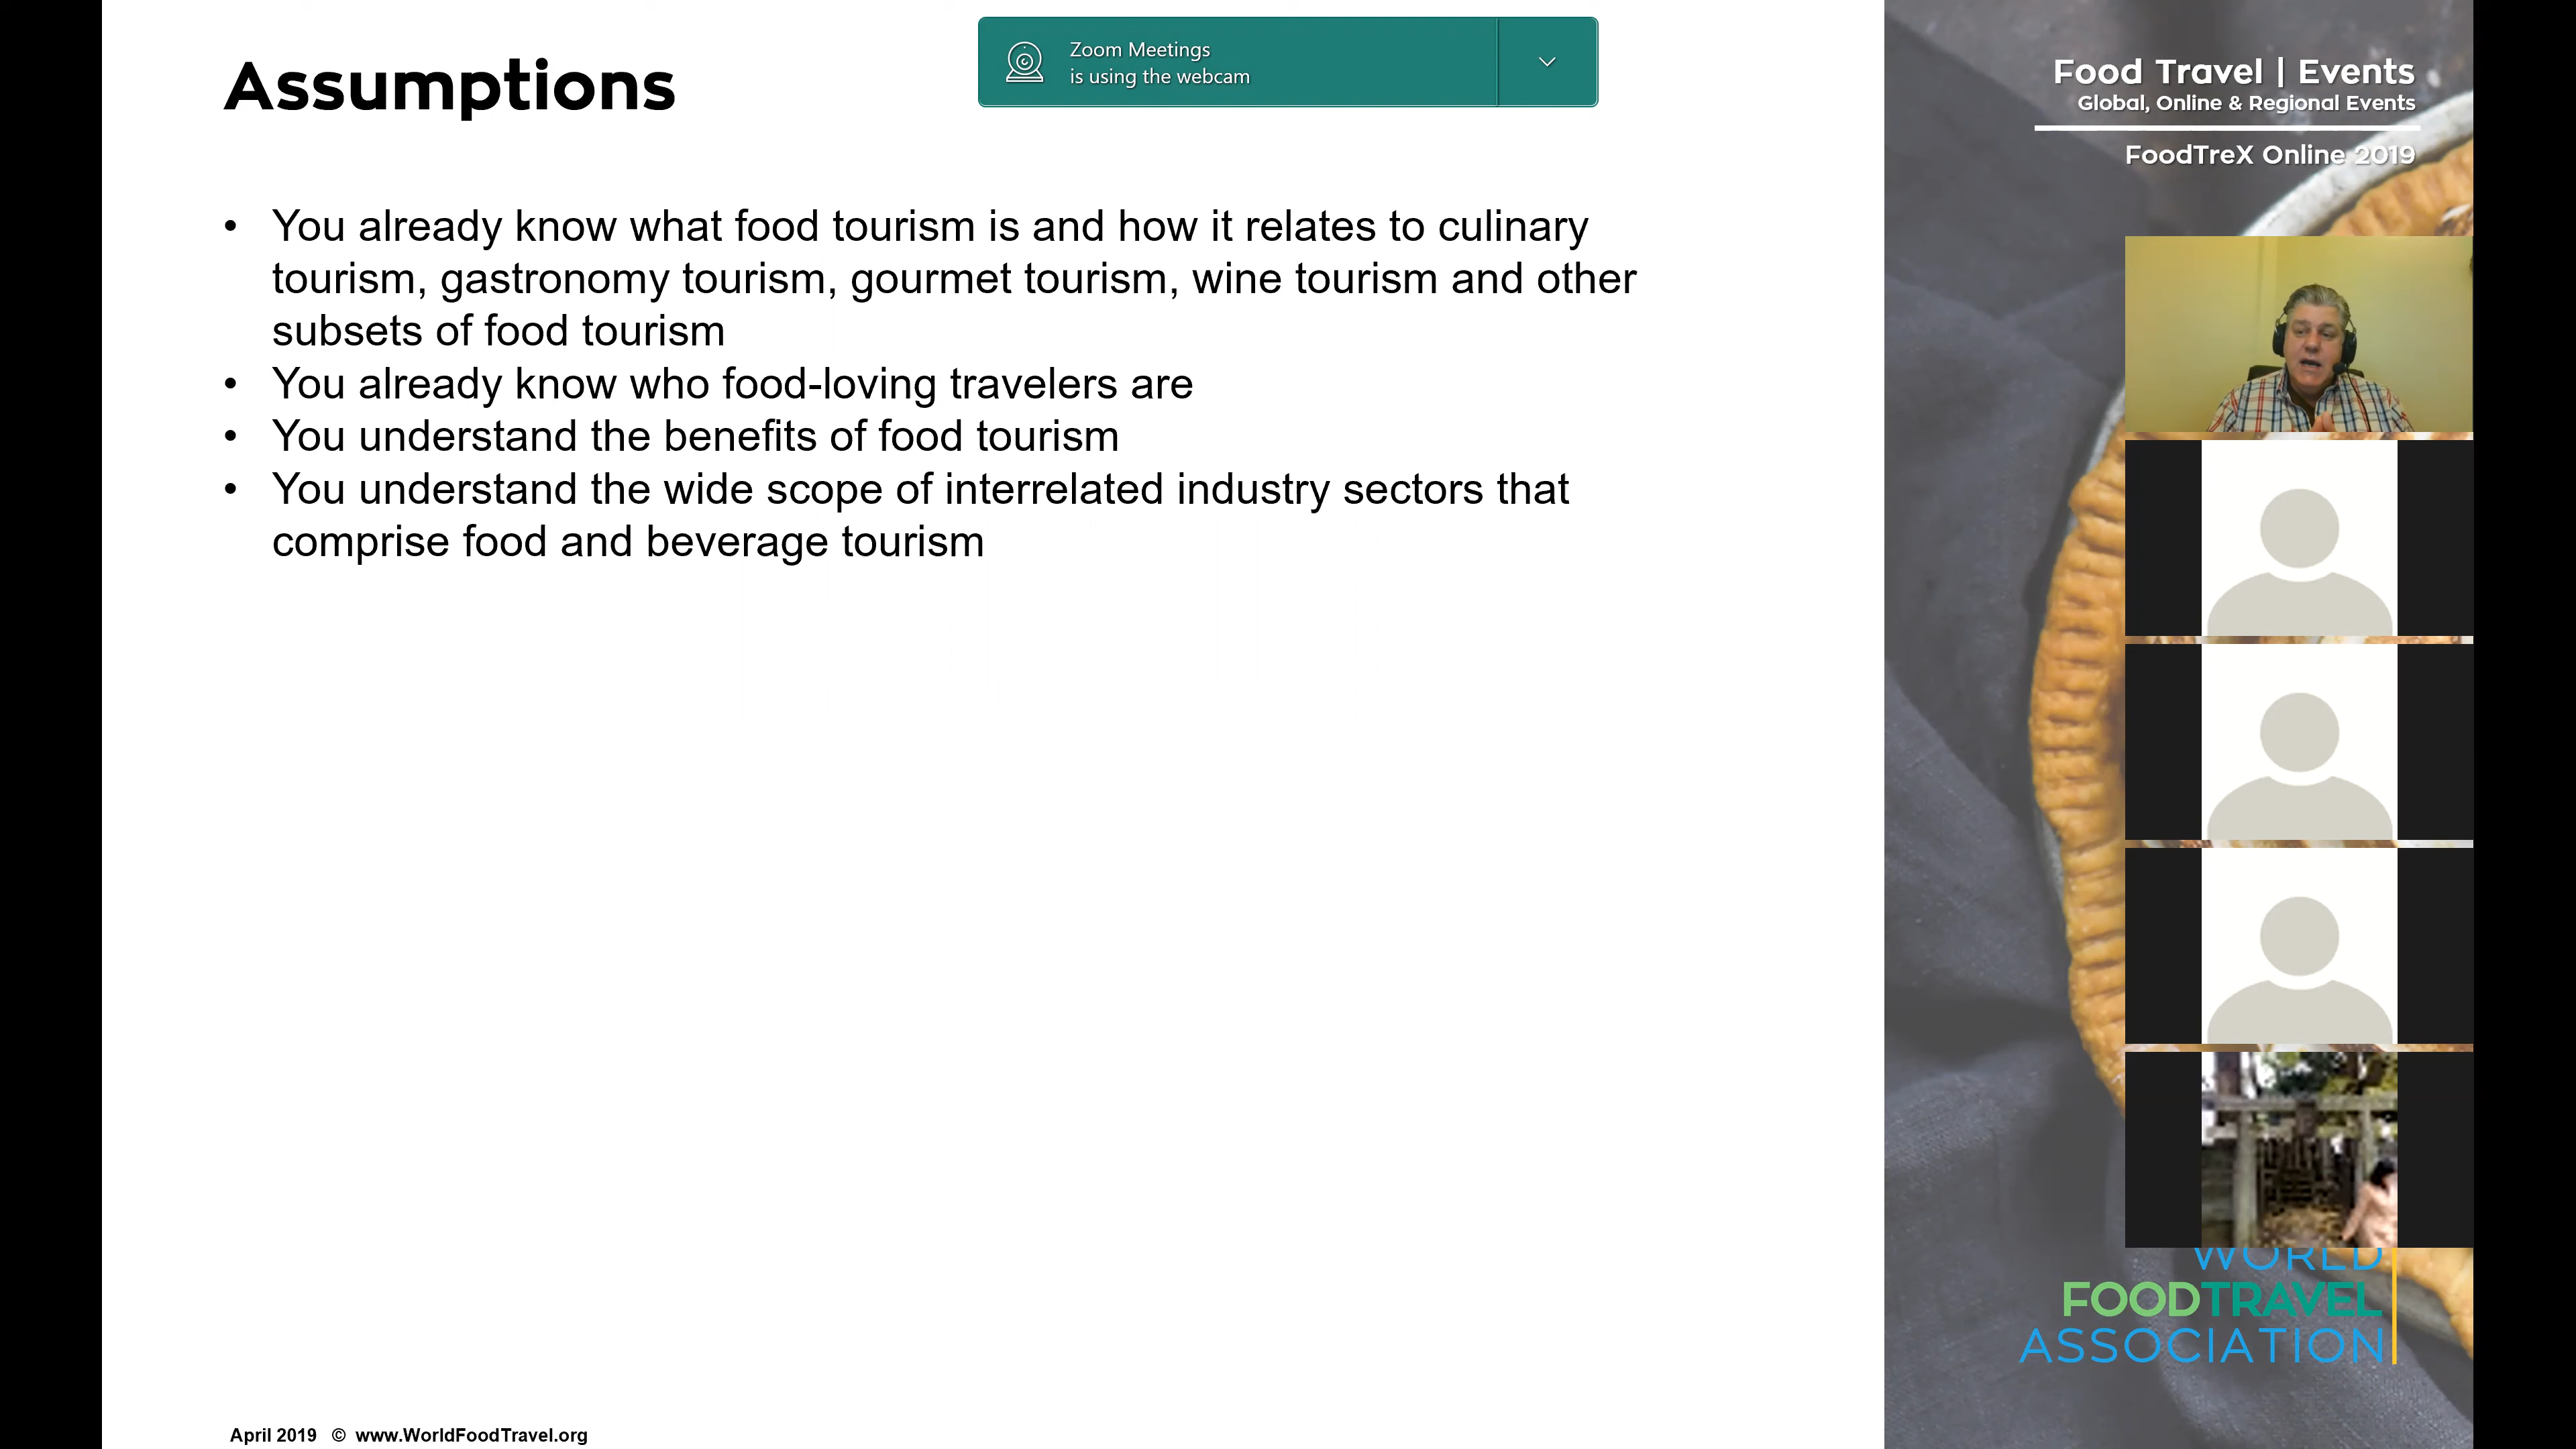 Assumptions
Zoom Meetings
is using the webcam
• You already know what food tourism is and how it relates to culinary
tourism, gastronomy tourism, gourmet tourism, wine tourism and other
subsets of food tourism
• You already know who food-loving travelers are
• You understand the benefits of food tourism
• You understand the wide scope of interrelated industry sectors that
comprise food and beverage tourism
April 2019 © www.WorldFoodTravel.org
Food Travel | Events
Global, Online & Regional Events
FoodTreX Online 2019
WORLD
FOODTRAVEL
ASSOCIATION